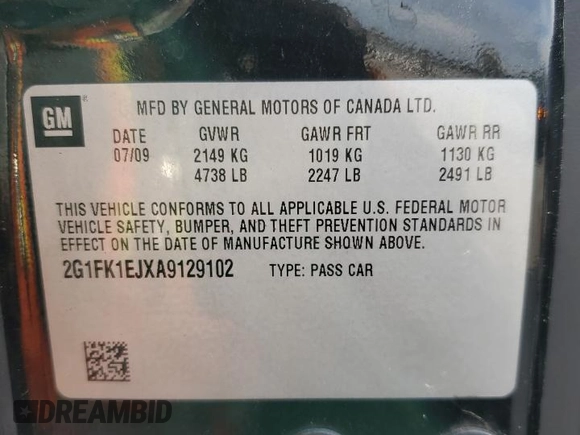 GM ®
MFD BY GENERAL MOTORS OF CANADA LTD.
DATE GVWR GAWR FRT GAWR RR
07/09 2149 KG 1019 KG 1130 KG
4738 LB 2247 LB 2491 LB
THIS VEHICLE CONFORMS TO ALL APPLICABLE U.S. FEDERAL MOTOR
VEHICLE SAFETY, BUMPER, AND THEFT PREVENTION STANDARDS IN
EFFECT ON THE DATE OF MANUFACTURE SHOWN ABOVE.
2G1FK1EJXA9129102 TYPE: PASS CAR
DREAMBID